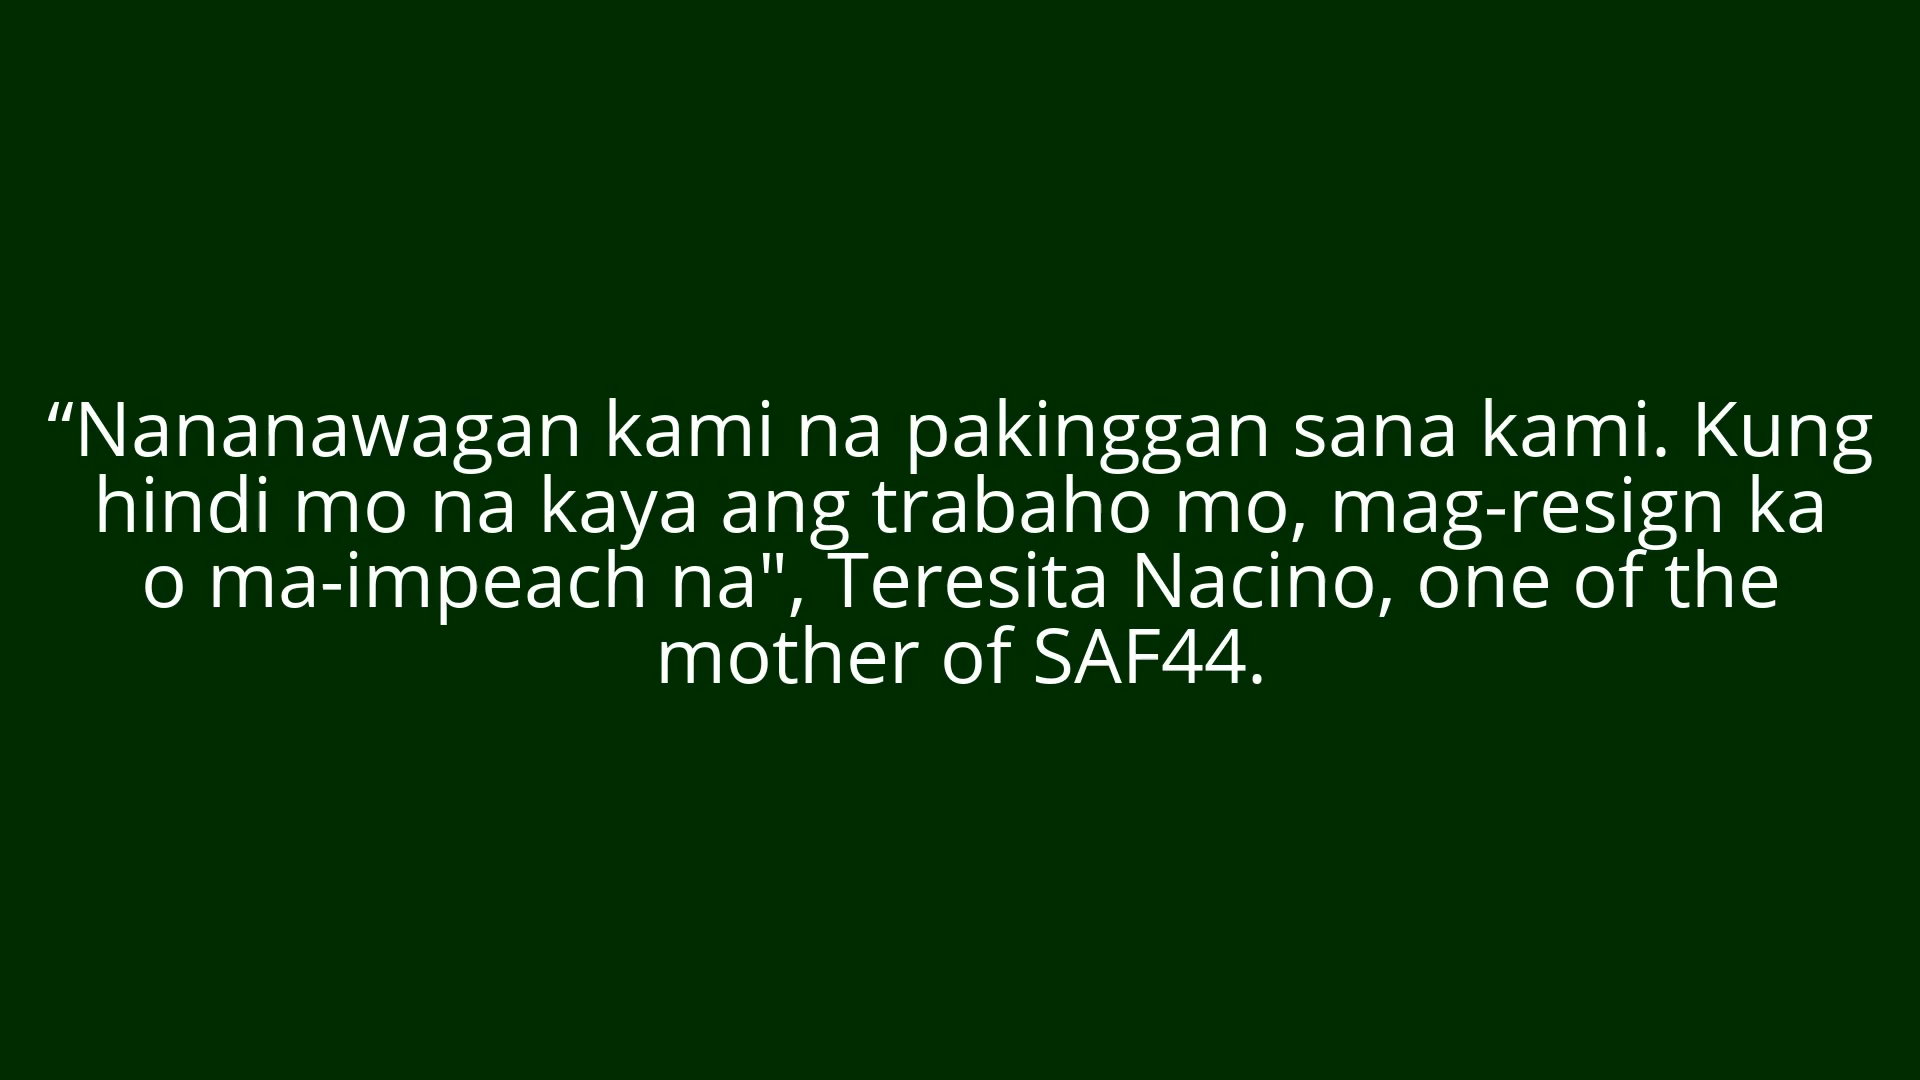 “Nananawagan kami na pakinggan sana kami. Kung
hindi mo na kaya ang trabaho mo, mag-resign ka
o ma-impeach na", Teresita Nacino, one of the
mother of SAF44.